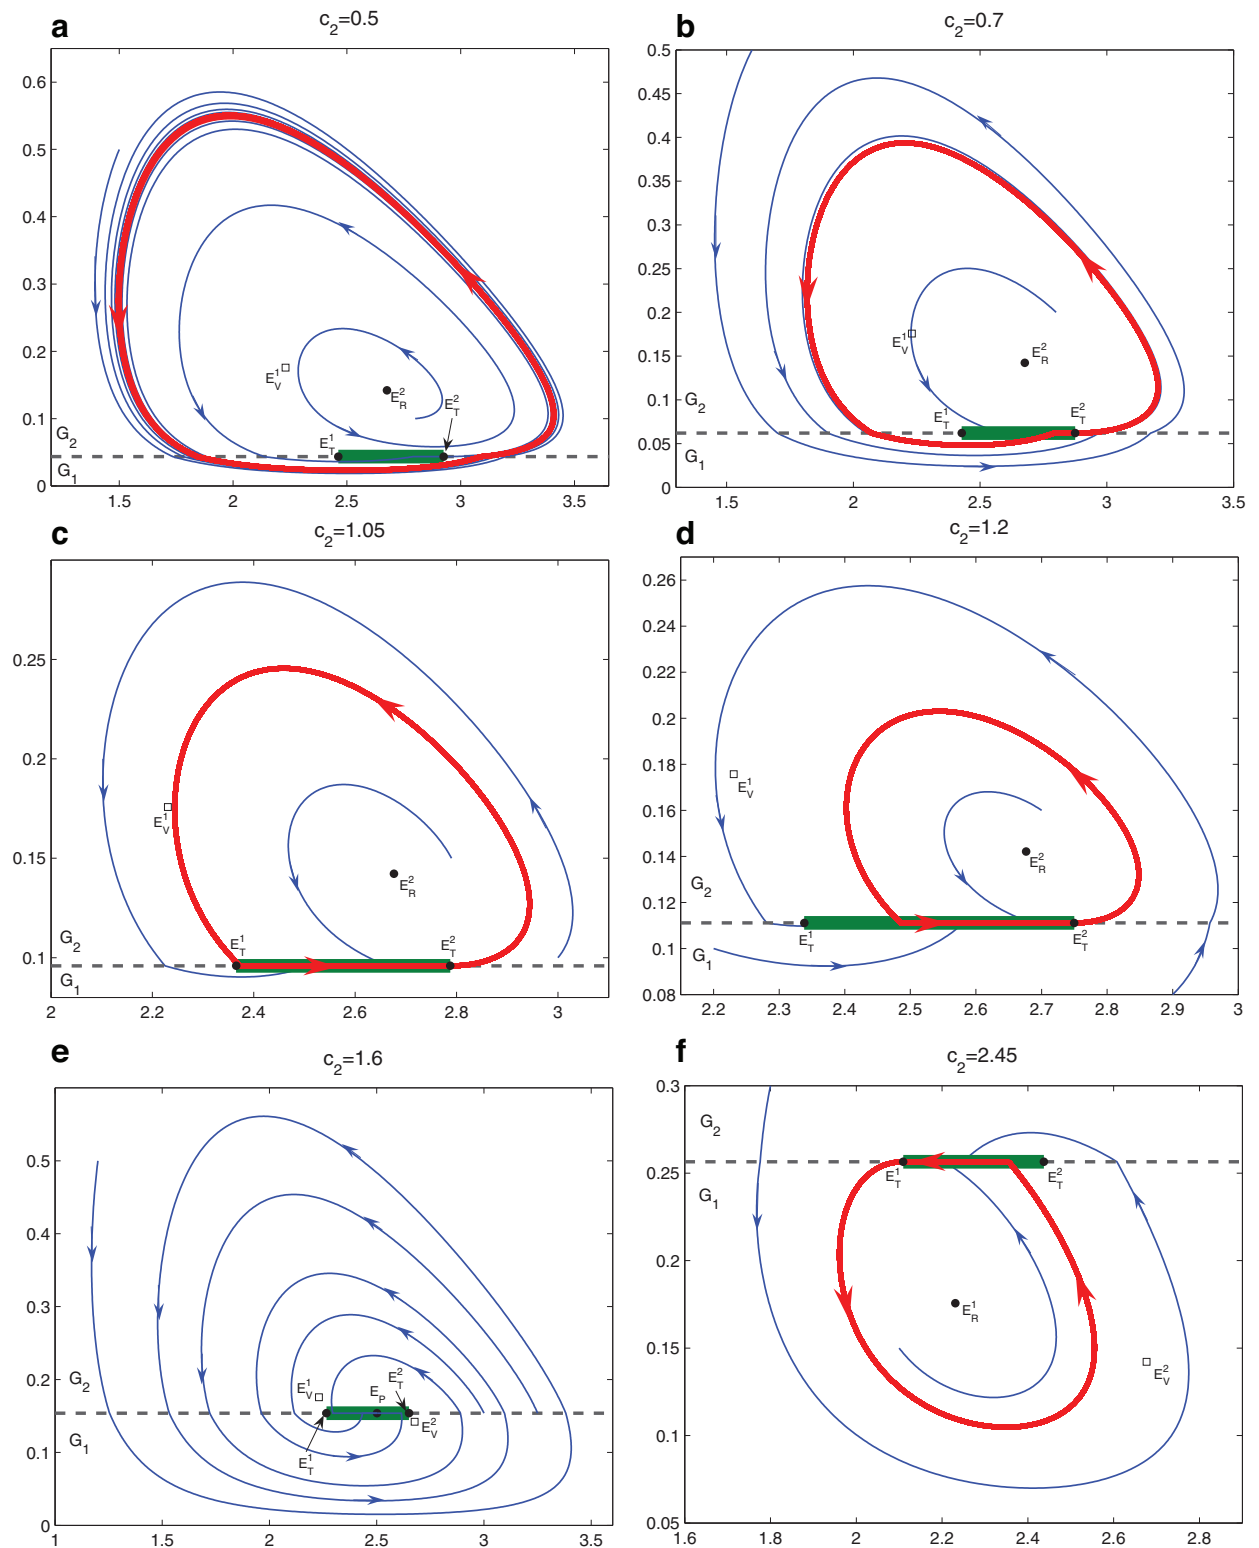 a
c2=0.5
0.6
0.5
0.4
0.3
0.2
0.1
0
1.5
2
2.5
3
3.5
G2
G1
E1V
E2R
E1T
E2T
b
c2=0.7
0.5
0.45
0.4
0.35
0.3
0.25
0.2
0.15
0.1
0.05
0
1.5
2
2.5
3
3.5
G2
G1
E1V
E2R
E1T
E2T
c
c2=1.05
0.25
0.2
0.15
0.1
2
2.2
2.4
2.6
2.8
3
G2
G1
E1V
E2R
E1T
E2T
d
c2=1.2
0.26
0.24
0.22
0.2
0.18
0.16
0.14
0.12
0.1
0.08
2.2
2.3
2.4
2.5
2.6
2.7
2.8
2.9
3
G2
G1
E1V
E2R
E1T
E2T
e
c2=1.6
0.5
0.4
0.3
0.2
0.1
0
1
1.5
2
2.5
3
3.5
G2
G1
E1V
EP
E2T
E2V
E1T
f
c2=2.45
0.3
0.25
0.2
0.15
0.1
0.05
1.6
1.8
2
2.2
2.4
2.6
2.8
G2
G1
E1T
E2T
E1R
E2V